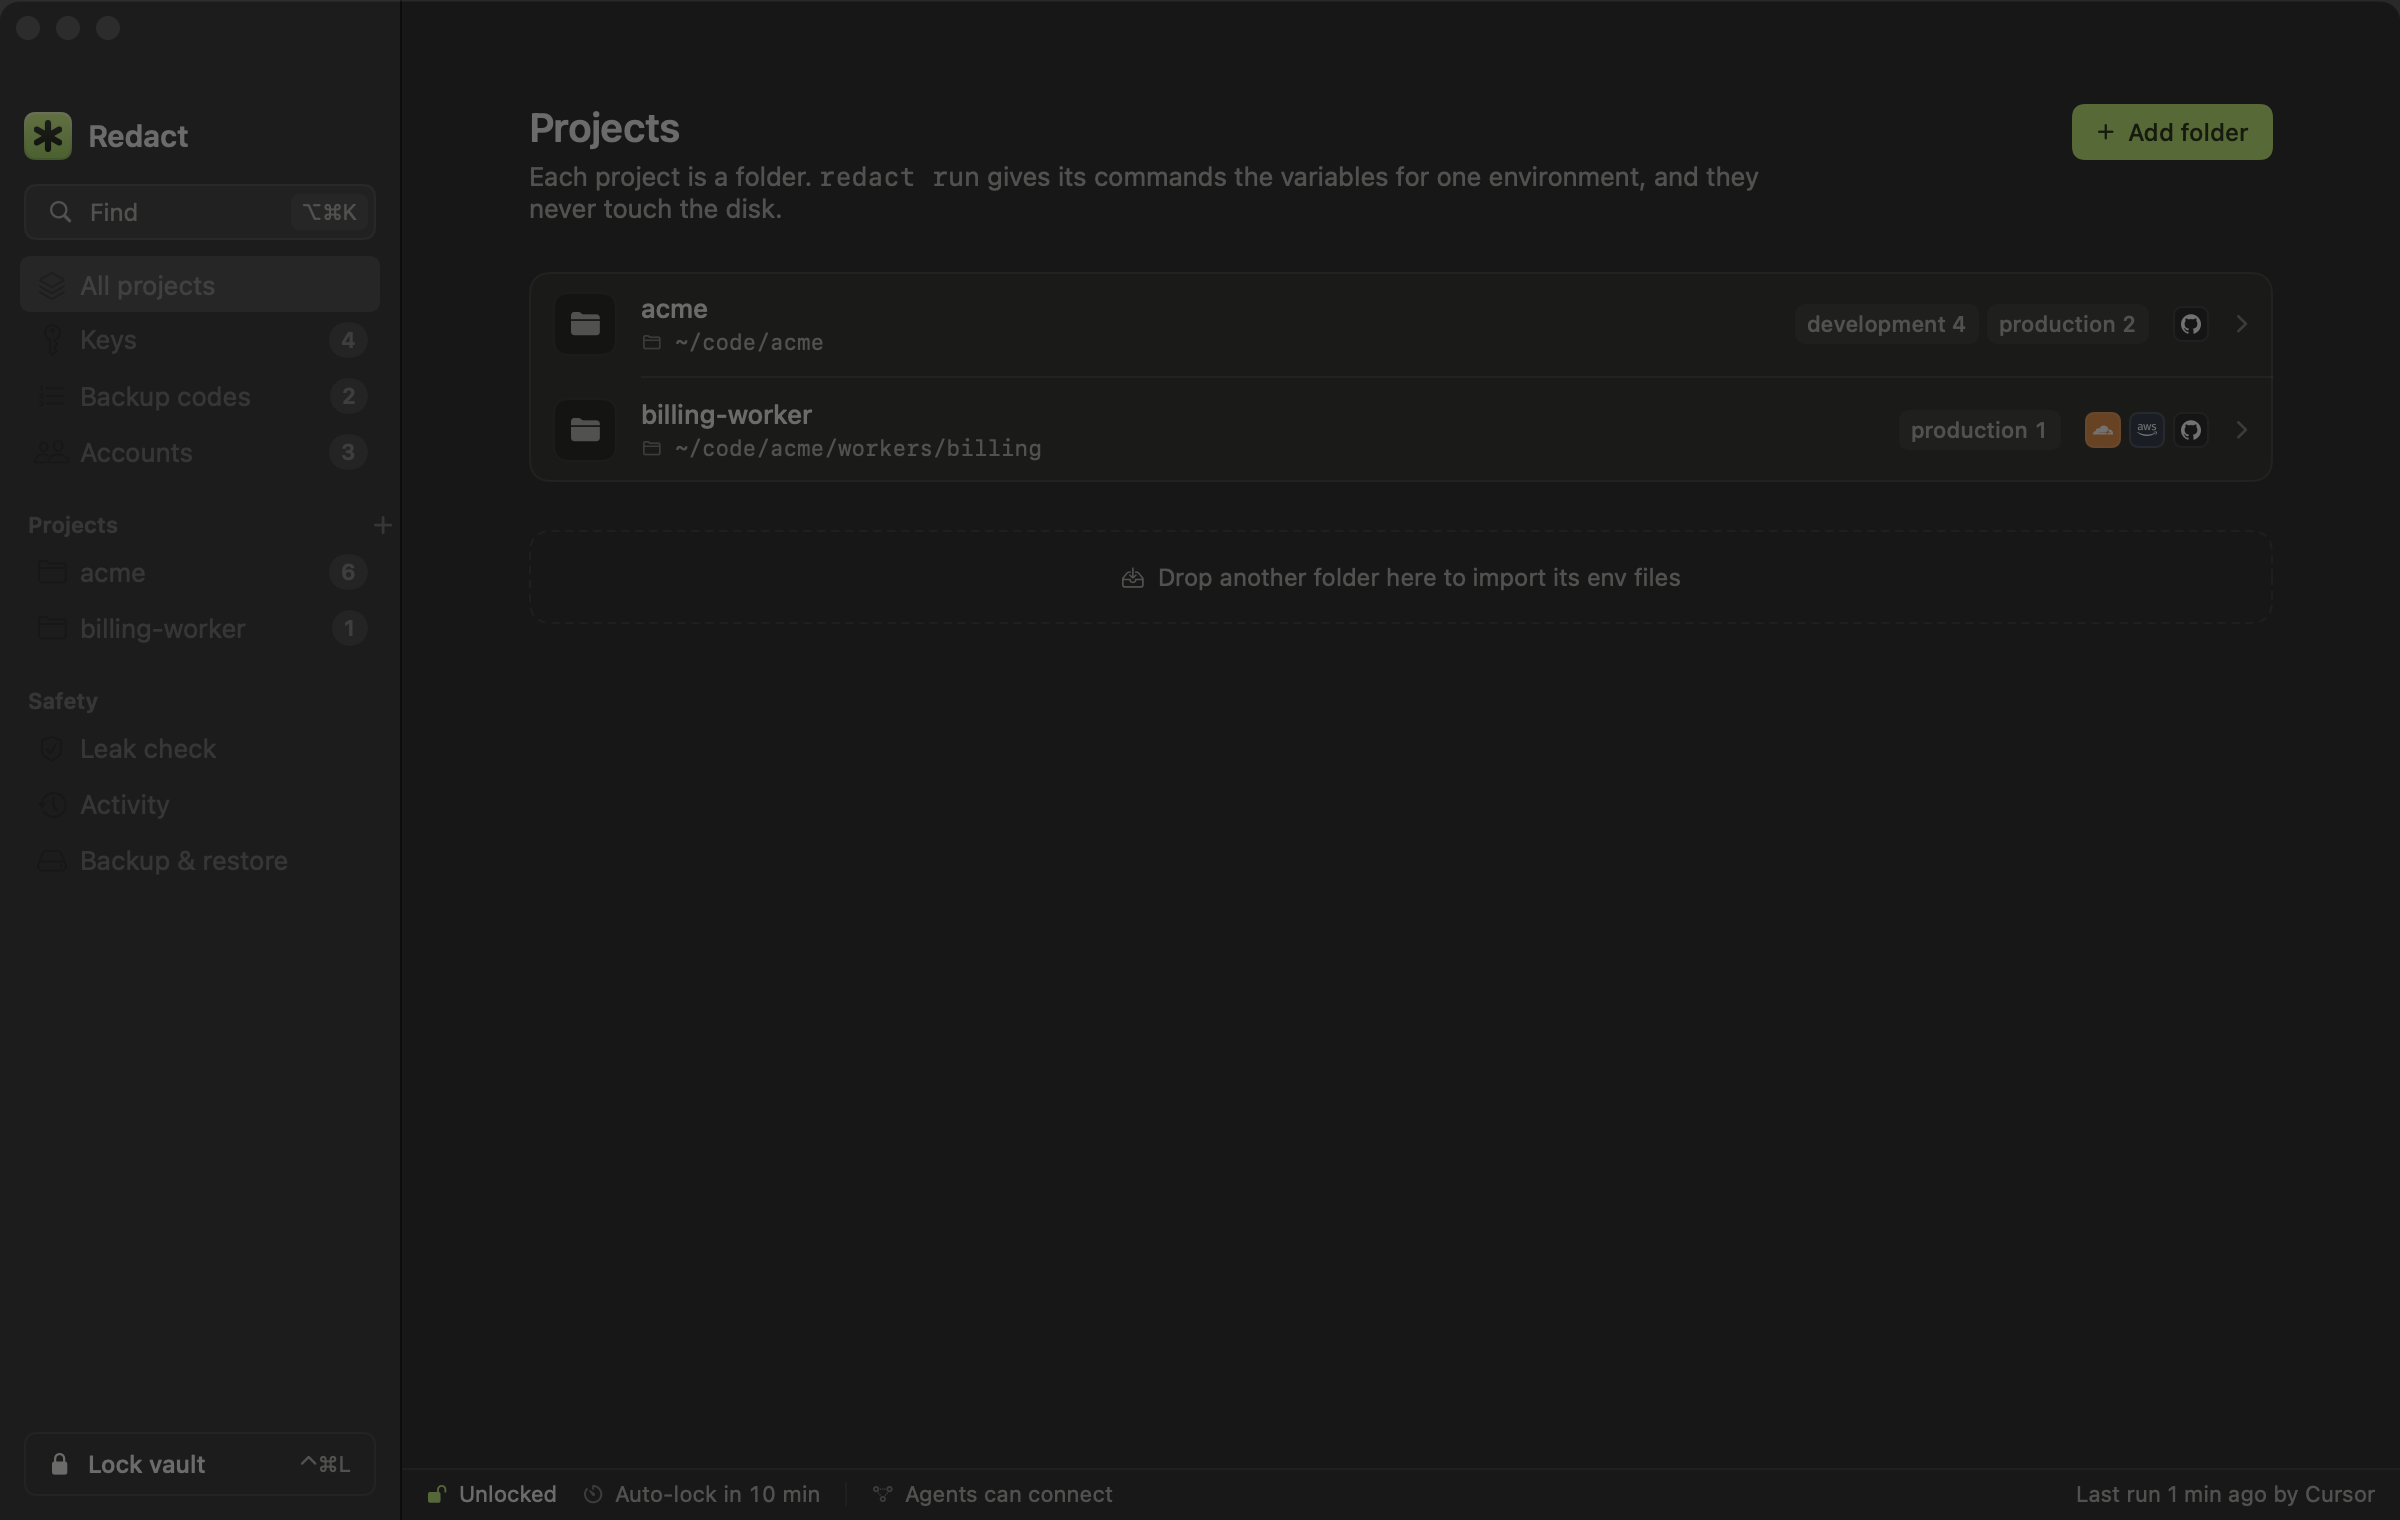 Redact
Find ⌥⌘K
All projects
Keys 4
Backup codes 2
Accounts 3
Projects +
acme 6
billing-worker 1
Safety
Leak check
Activity
Backup & restore
Lock vault ^⌘L
Projects
+ Add folder
Each project is a folder. redact run gives its commands the variables for one environment, and they
never touch the disk.
acme
~/code/acme
development 4 production 2
billing-worker
~/code/acme/workers/billing
production 1
aws
Drop another folder here to import its env files
Unlocked Auto-lock in 10 min Agents can connect
Last run 1 min ago by Cursor